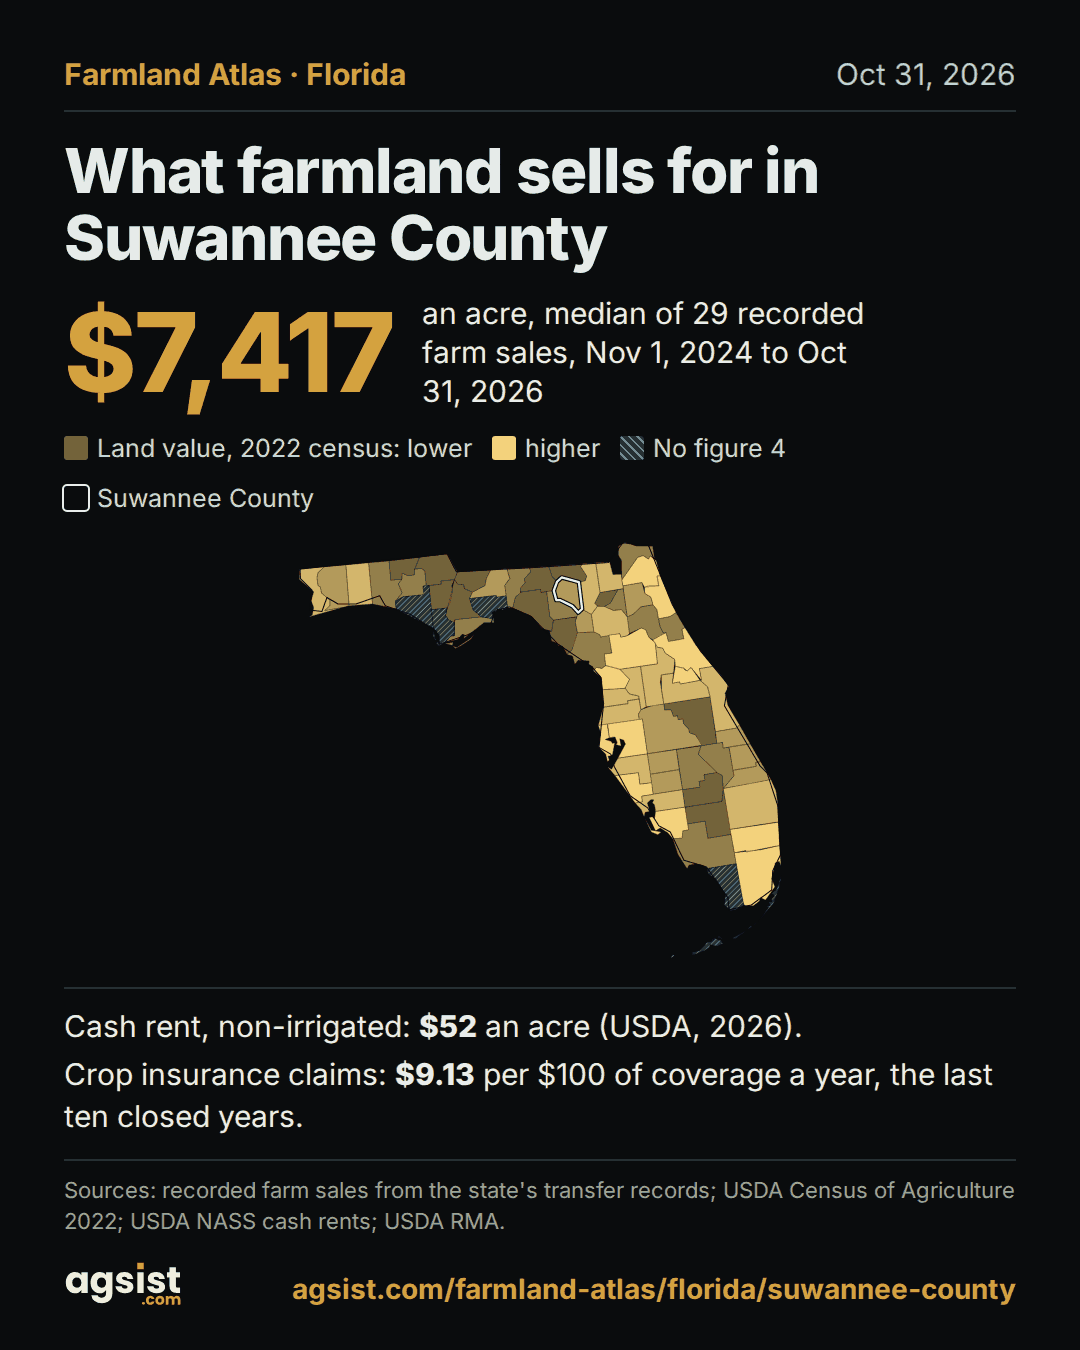 Farmland Atlas · Florida
Oct 31, 2026
What farmland sells for in
Suwannee County
$7,417
an acre, median of 29 recorded
farm sales, Nov 1, 2024 to Oct
31, 2026
Land value, 2022 census: lower
higher
No figure 4
Suwannee County
Cash rent, non-irrigated: $52 an acre (USDA, 2026).
Crop insurance claims: $9.13 per $100 of coverage a year, the last
ten closed years.
Sources: recorded farm sales from the state's transfer records; USDA Census of Agriculture
2022; USDA NASS cash rents; USDA RMA.
agsist
.com
agsist.com/farmland-atlas/florida/suwannee-county